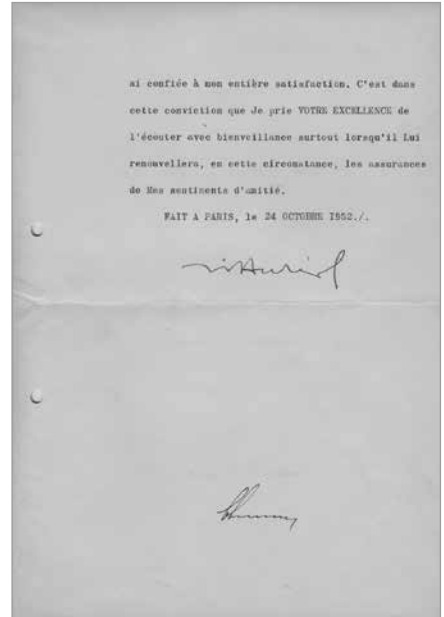 ai confiée à mon entière satisfaction. C'est dans
cette conviction que Je prie VOTRE EXCELLENCE de
l'écouter avec bienveillance surtout lorsqu'il Lui
renouvellera, en cette circonstance, les assurances
de Mes sentiments d'amitié.
FAIT A PARIS, le 24 OCTOBRE 1952./.